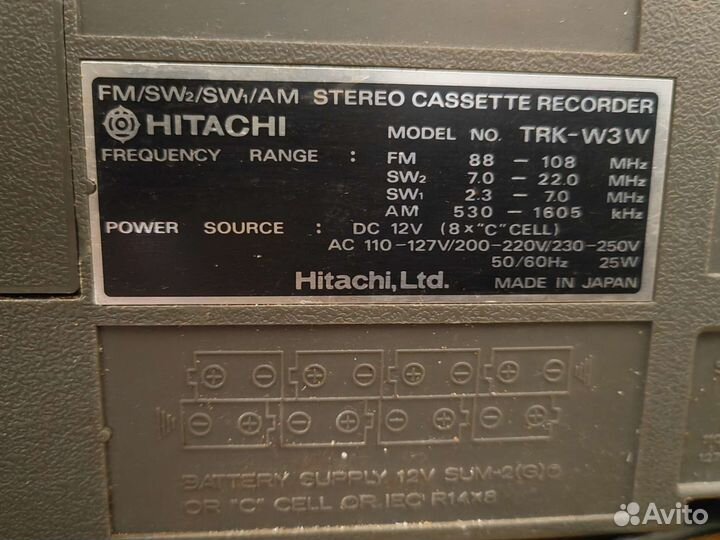 FM/SW₂/SW₁/AM STEREO CASSETTE RECORDER
HITACHI MODEL NO. TRK-W3W
FREQUENCY RANGE : FM 88 – 108 MHz
SW₂ 7.0 – 22.0 MHz
SW₁ 2.3 – 7.0 MHz
AM 530 – 1605 kHz
POWER SOURCE : DC 12V (8×"C"CELL)
AC 110–127V/200–220V/230–250V
50/60Hz 25W
Hitachi, Ltd. MADE IN JAPAN
BATTERY SUPPLY 12V SUM-2(G)8
OR "C" CELL OR IEC R14×8
Avito